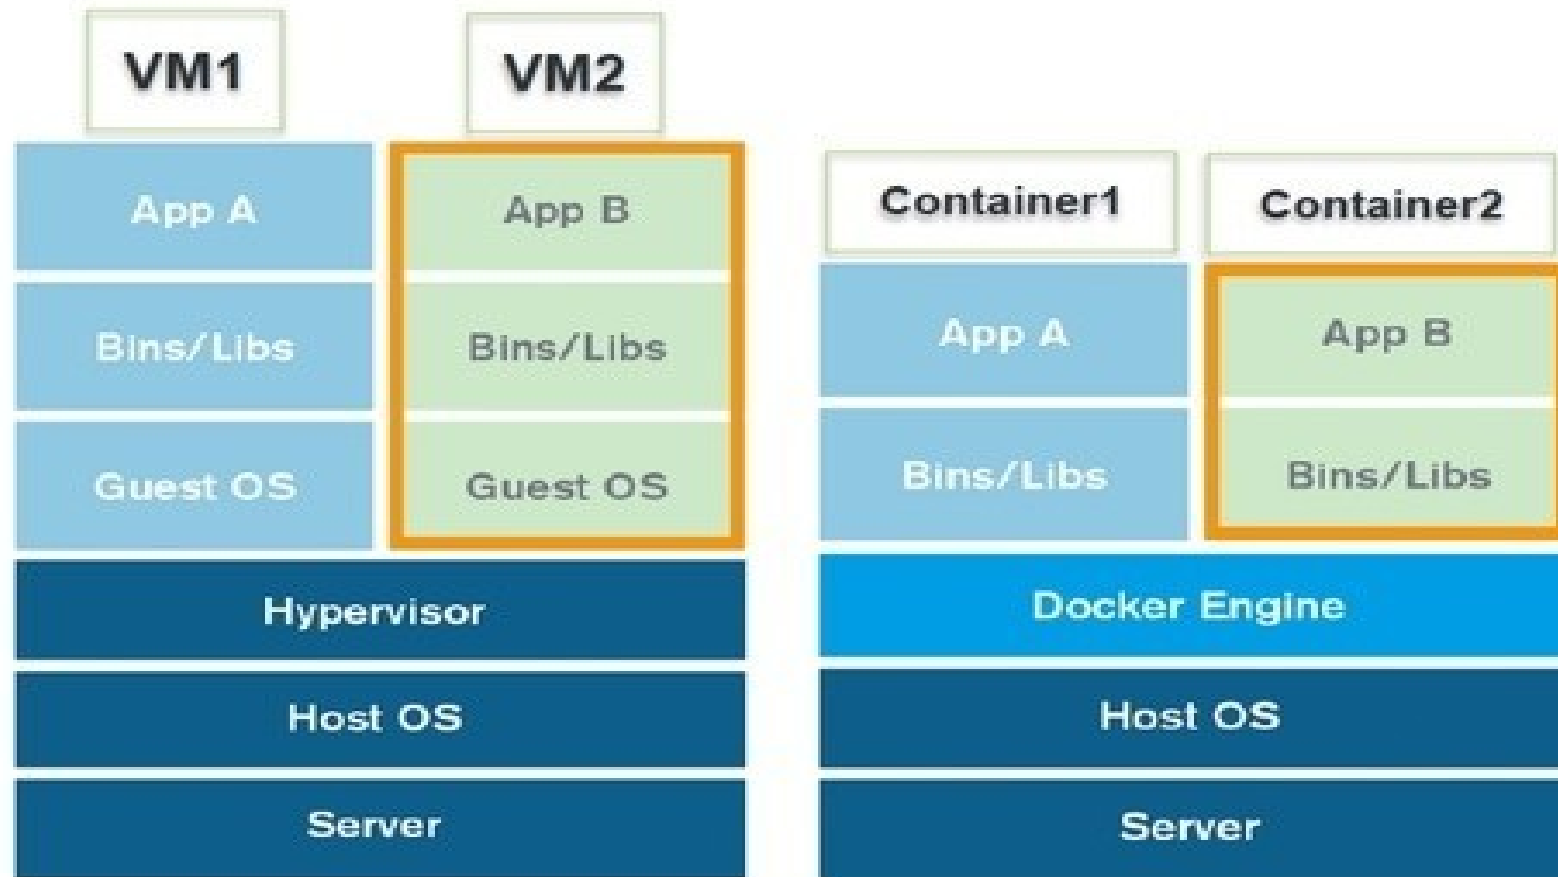 VM1
VM2
App A
App B
Bins/Libs
Bins/Libs
Guest OS
Guest OS
Hypervisor
Host OS
Server
Container1
Container2
App A
App B
Bins/Libs
Bins/Libs
Docker Engine
Host OS
Server